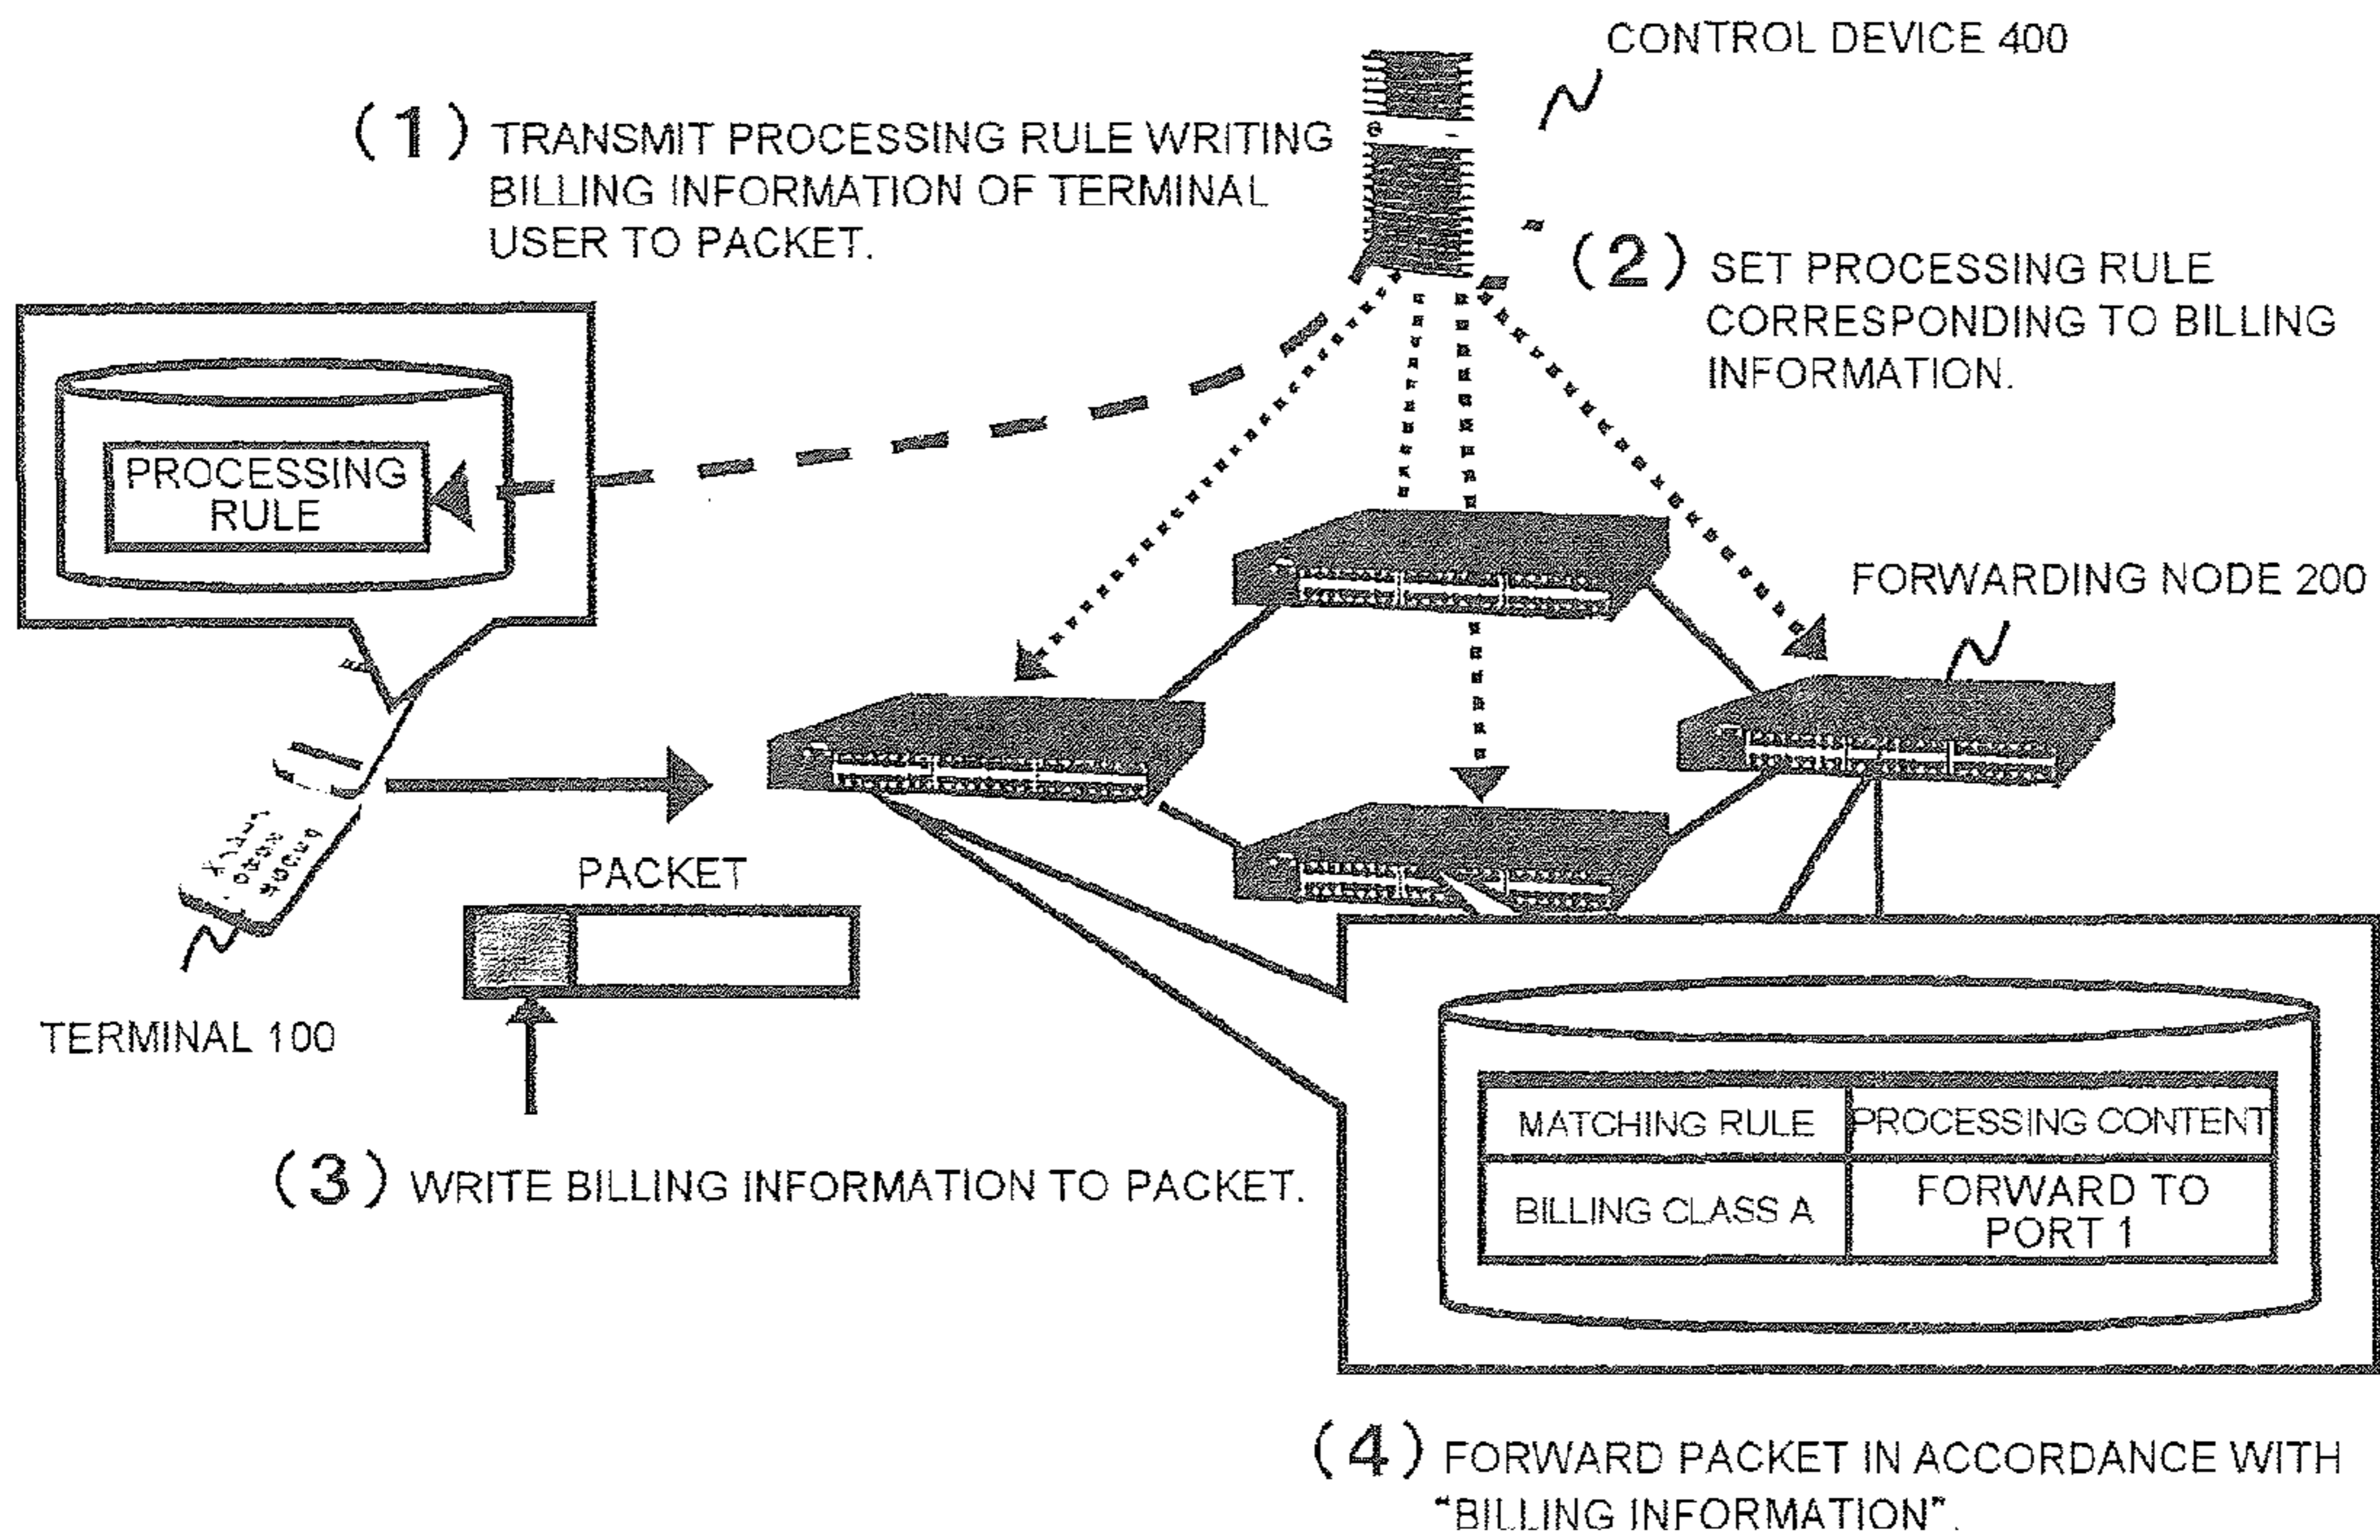 CONTROL DEVICE 400
(1) TRANSMIT PROCESSING RULE WRITING
BILLING INFORMATION OF TERMINAL
USER TO PACKET.
(2) SET PROCESSING RULE
CORRESPONDING TO BILLING
INFORMATION.
PROCESSING
RULE
FORWARDING NODE 200
PACKET
TERMINAL 100
(3) WRITE BILLING INFORMATION TO PACKET.
MATCHING RULE PROCESSING CONTENT
BILLING CLASS A FORWARD TO
PORT 1
(4) FORWARD PACKET IN ACCORDANCE WITH
"BILLING INFORMATION".